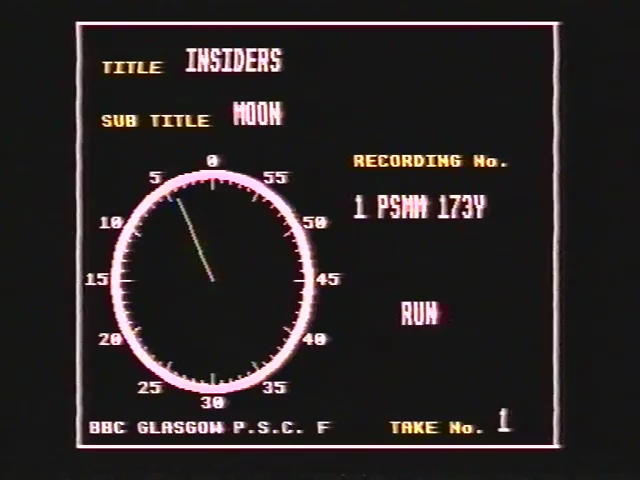 TITLE INSIDERS
SUB TITLE MOON
RECORDING No.
1 PSMM 173Y
0
5 55
10 50
15 45
20 40
25 35
30
RUN
BBC GLASGOW P.S.C. F
TAKE No. 1